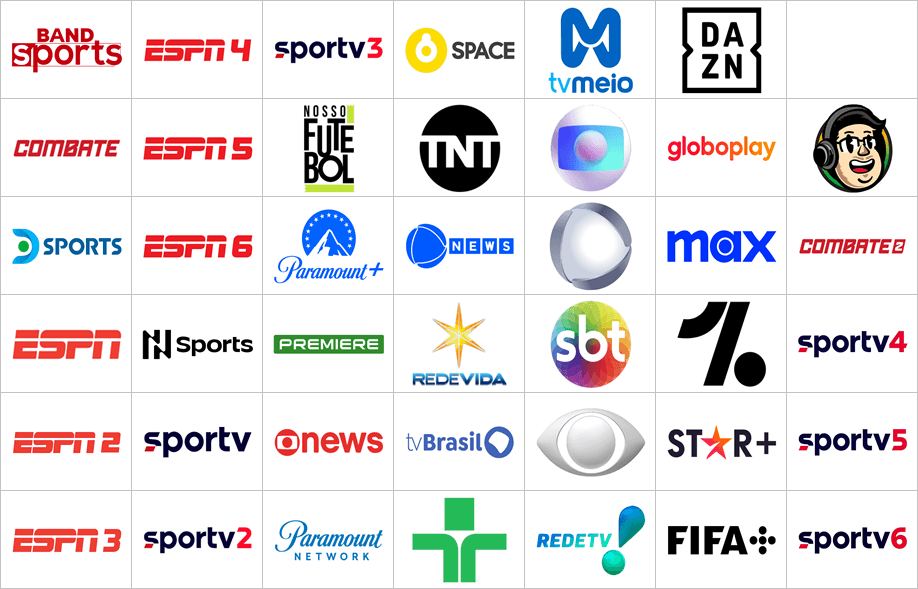 BAND
sports
ESPN 4
sportv3
6 SPACE
tvmeio
DA
ZN
COMBATE
ESPN 5
NOSSO
FUTE
BOL
TNT
globoplay
D SPORTS
ESPN 6
Paramount+
NEWS
max
COMBATE 2
ESPN
N Sports
PREMIERE
REDEVIDA
sbt
1
sportv4
ESPN 2
sportv
news
tvBrasil
STAR+
sportv5
ESPN 3
sportv2
Paramount
NETWORK
REDETV!
FIFA+
sportv6